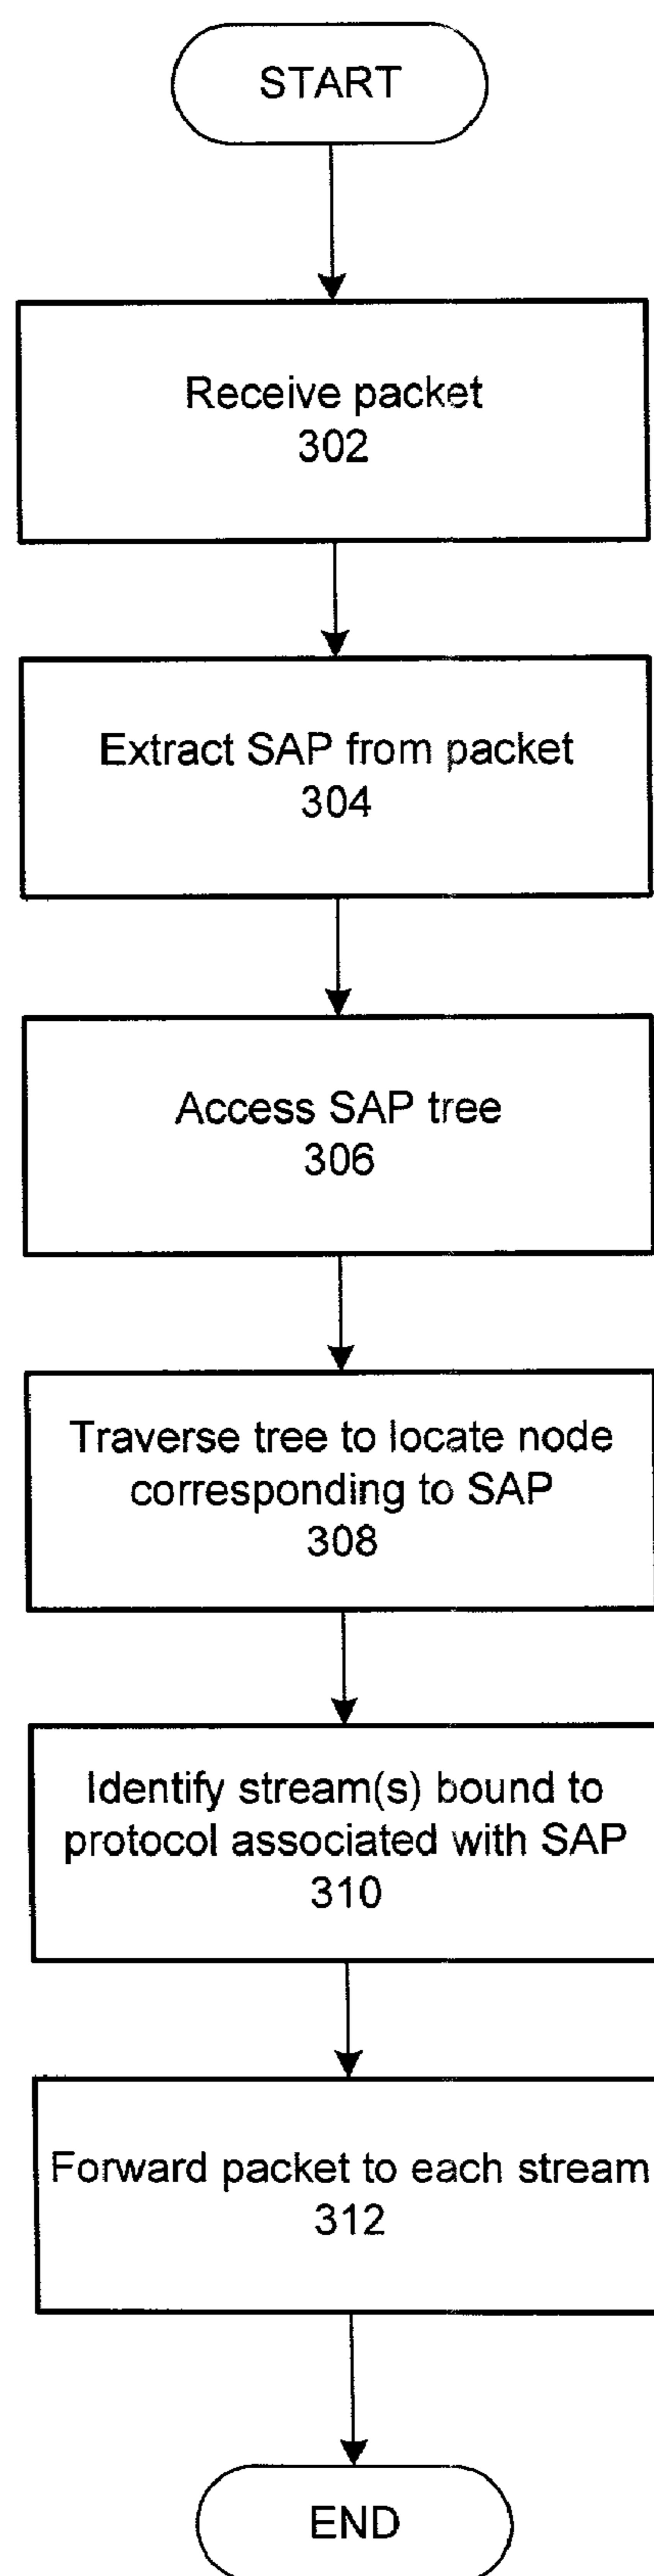 START
Receive packet
302
Extract SAP from packet
304
Access SAP tree
306
Traverse tree to locate node
corresponding to SAP
308
Identify stream(s) bound to
protocol associated with SAP
310
Forward packet to each stream
312
END